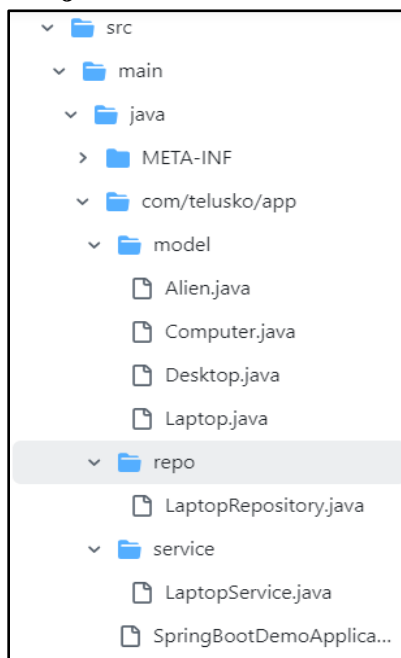 src
main
java
META-INF
com/telusko/app
model
Alien.java
Computer.java
Desktop.java
Laptop.java
repo
LaptopRepository.java
service
LaptopService.java
SpringBootDemoApplica...